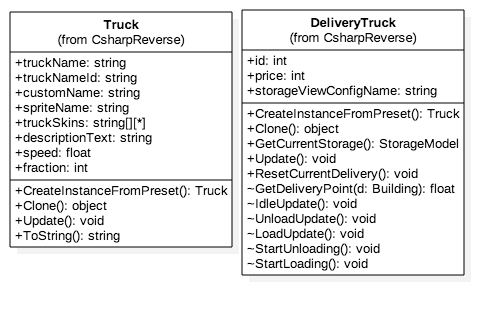 Truck
(from CsharpReverse)
+truckName: string
+truckNameId: string
+customName: string
+spriteName: string
+truckSkins: string[][*]
+descriptionText: string
+speed: float
+fraction: int
+CreateInstanceFromPreset(): Truck
+Clone(): object
+Update(): void
+ToString(): string
DeliveryTruck
(from CsharpReverse)
+id: int
+price: int
+storageViewConfigName: string
+CreateInstanceFromPreset(): Truck
+Clone(): object
+GetCurrentStorage(): StorageModel
+Update(): void
+ResetCurrentDelivery(): void
~GetDeliveryPoint(d: Building): float
~IdleUpdate(): void
~UnloadUpdate(): void
~LoadUpdate(): void
~StartUnloading(): void
~StartLoading(): void